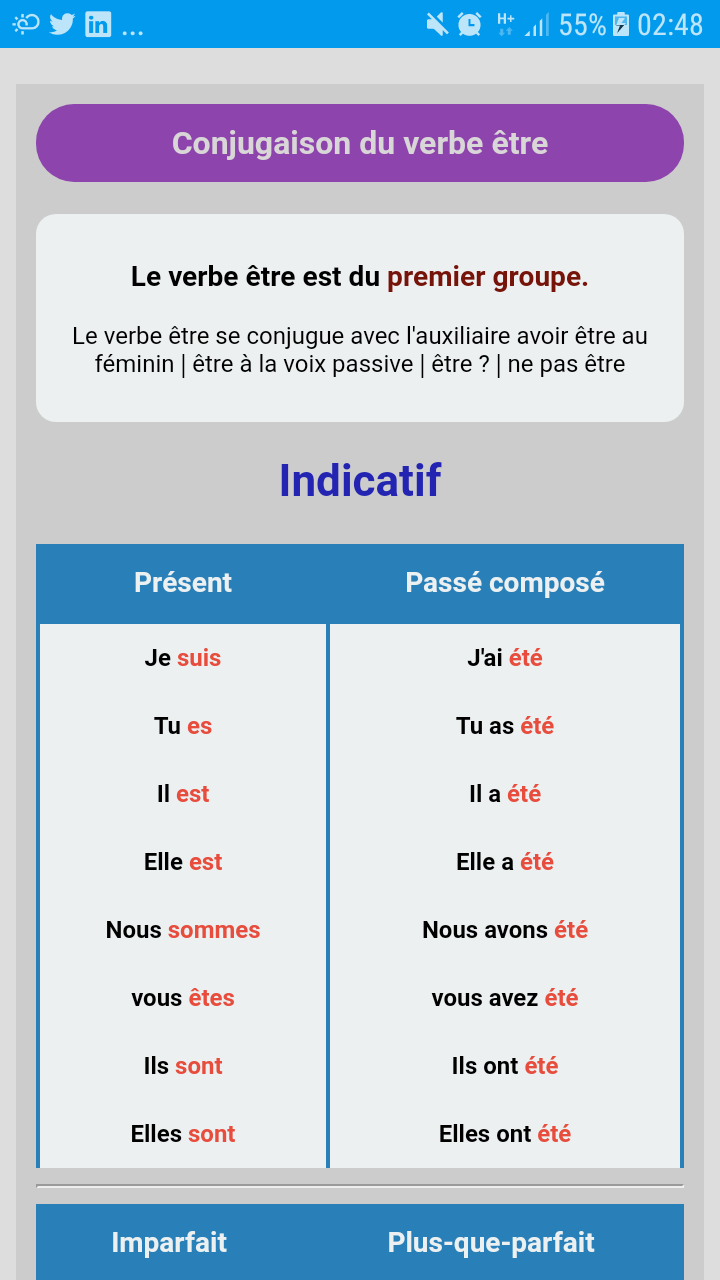 ... H+ 55% 02:48
Conjugaison du verbe être
Le verbe être est du premier groupe.
Le verbe être se conjugue avec l'auxiliaire avoir être au
féminin | être à la voix passive | être ? | ne pas être
Indicatif
Présent Passé composé
Je suis J'ai été
Tu es Tu as été
Il est Il a été
Elle est Elle a été
Nous sommes Nous avons été
vous êtes vous avez été
Ils sont Ils ont été
Elles sont Elles ont été
Imparfait Plus-que-parfait